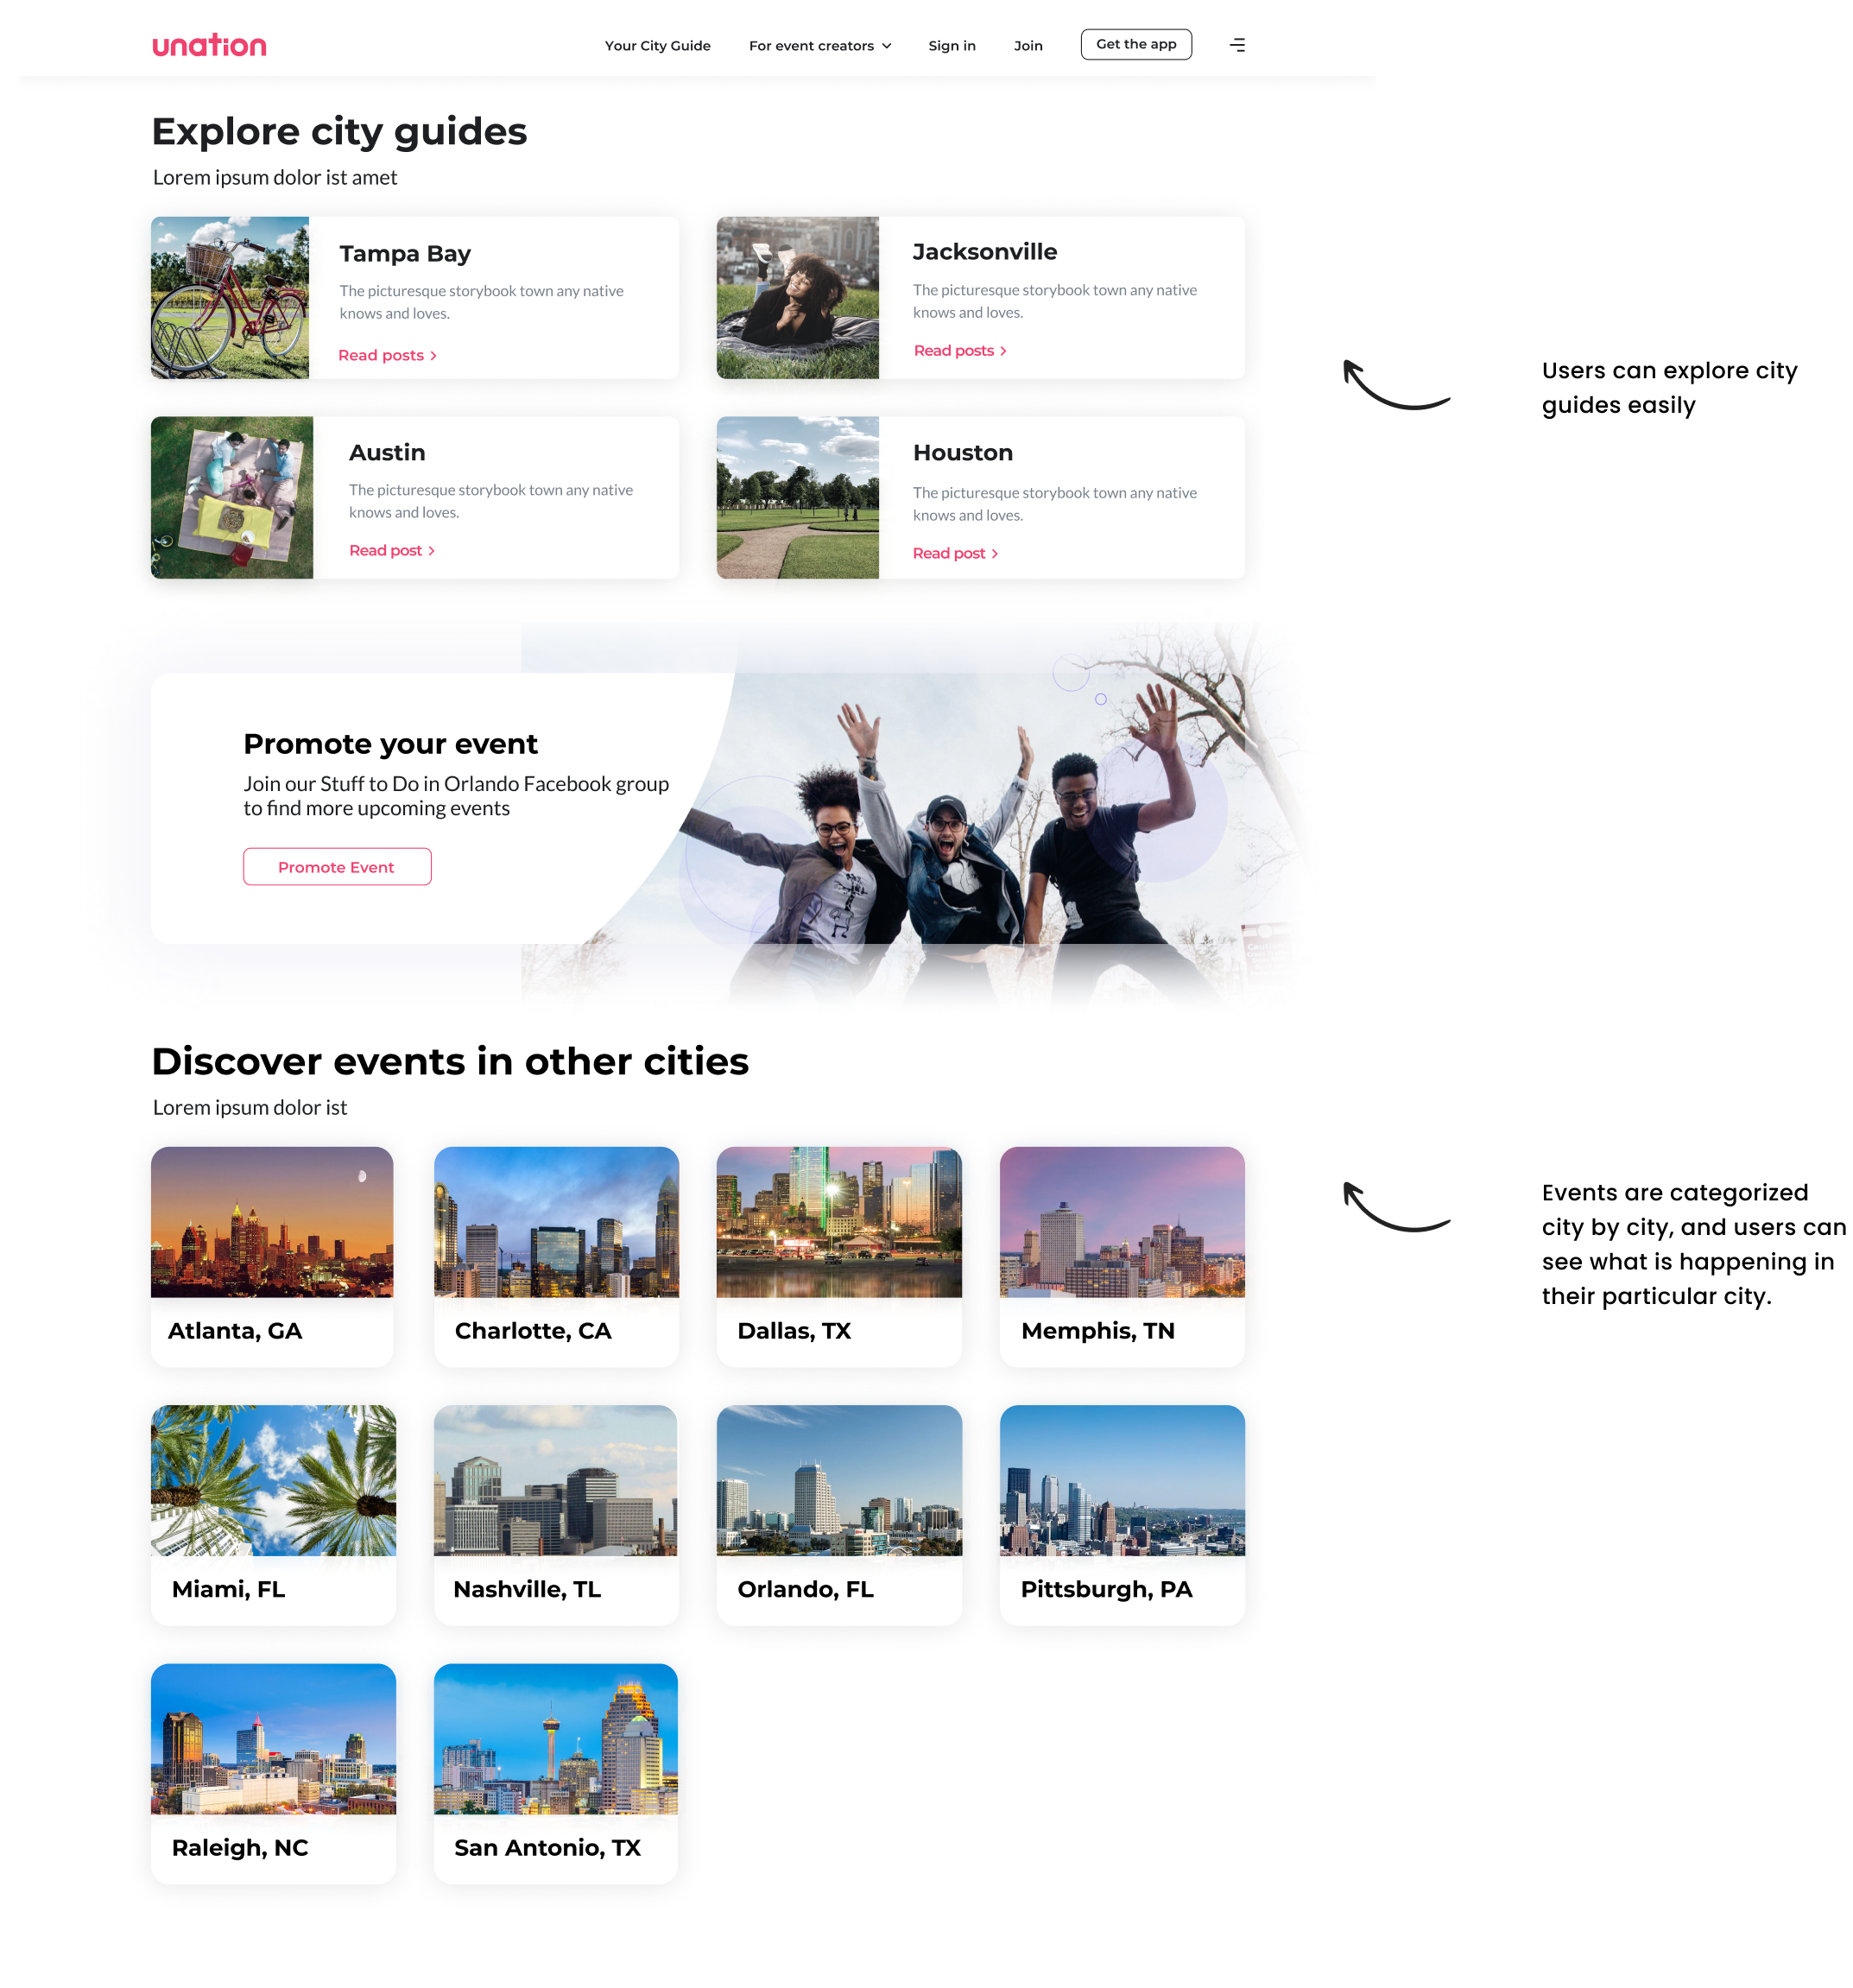 unation
Your City Guide
For event creators
Sign in
Join
Get the app
Explore city guides
Lorem ipsum dolor ist amet
Tampa Bay
The picturesque storybook town any native
knows and loves.
Read posts
Jacksonville
The picturesque storybook town any native
knows and loves.
Read posts
Users can explore city
guides easily
Austin
The picturesque storybook town any native
knows and loves.
Read post
Houston
The picturesque storybook town any native
knows and loves.
Read post
Promote your event
Join our Stuff to Do in Orlando Facebook group
to find more upcoming events
Promote Event
Discover events in other cities
Lorem ipsum dolor ist
Events are categorized
city by city, and users can
see what is happening in
their particular city.
Atlanta, GA
Charlotte, CA
Dallas, TX
Memphis, TN
Miami, FL
Nashville, TL
Orlando, FL
Pittsburgh, PA
Raleigh, NC
San Antonio, TX